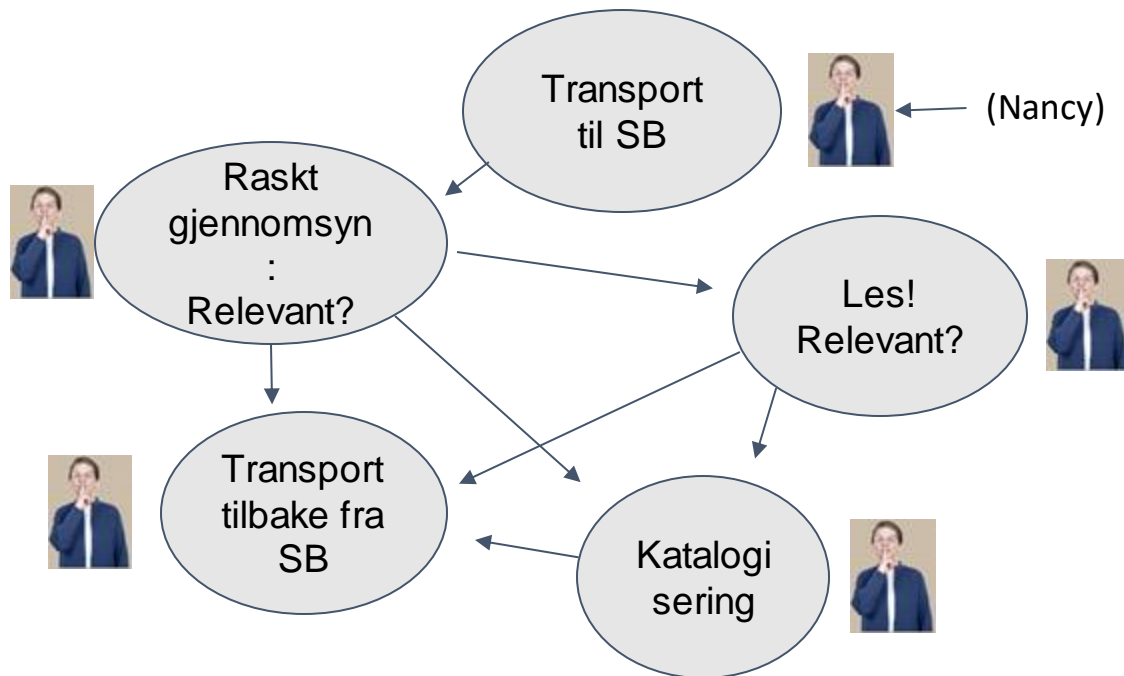 Transport
til SB
(Nancy)
Raskt
gjennomsyn
:
Relevant?
Les!
Relevant?
Transport
tilbake fra
SB
Katalogi
sering